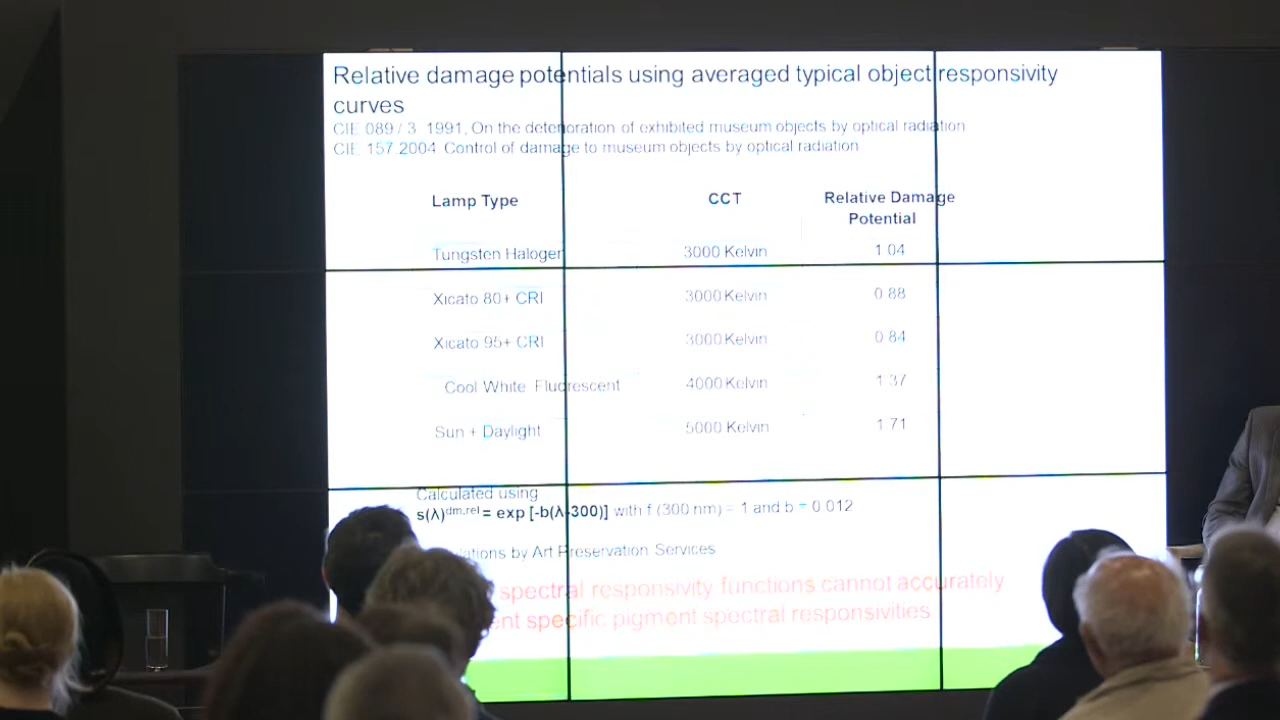 Relative damage potentials using averaged typical object responsivity
curves
CIE 089 / 3 1991, On the deterioration of exhibited museum objects by optical radiation
CIE 157 2004 Control of damage to museum objects by optical radiation
Lamp Type CCT Relative Damage
Potential
Tungsten Halogen 3000 Kelvin 1 04
Xicato 80+ CRI 3000 Kelvin 0 88
Xicato 95+ CRI 3000 Kelvin 0 84
Cool White Fluorescent 4000 Kelvin 1 37
Sun + Daylight 5000 Kelvin 1 71
Calculated using
s(λ)dm,rel = exp [-b(λ-300)] with f (300 nm) = 1 and b = 0.012
by Art Preservation Services
spectral responsivity functions cannot accurately
specific pigment spectral responsivities